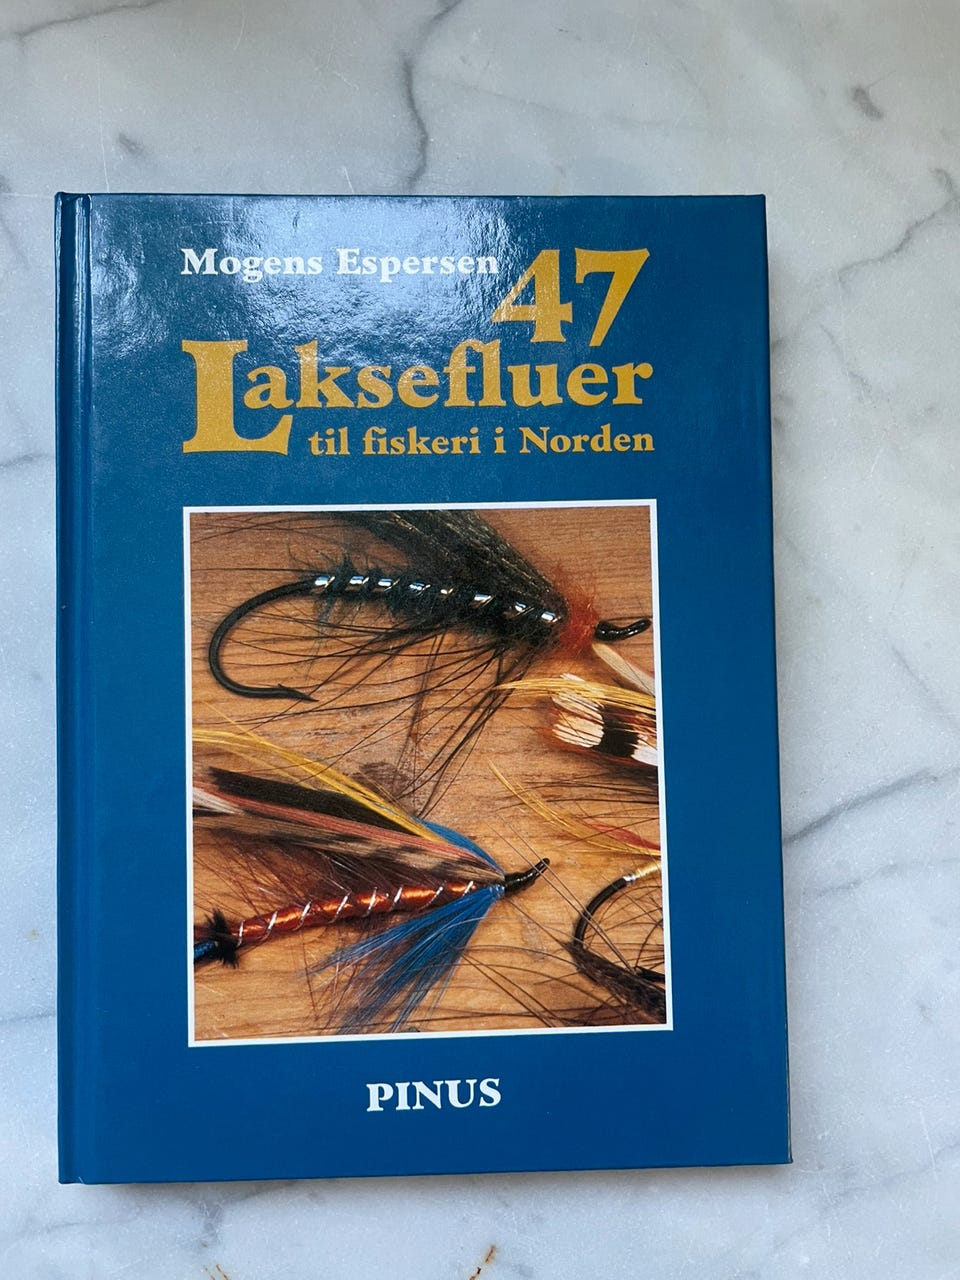 Mogens Espersen
47
Laksefluer
til fiskeri i Norden
PINUS